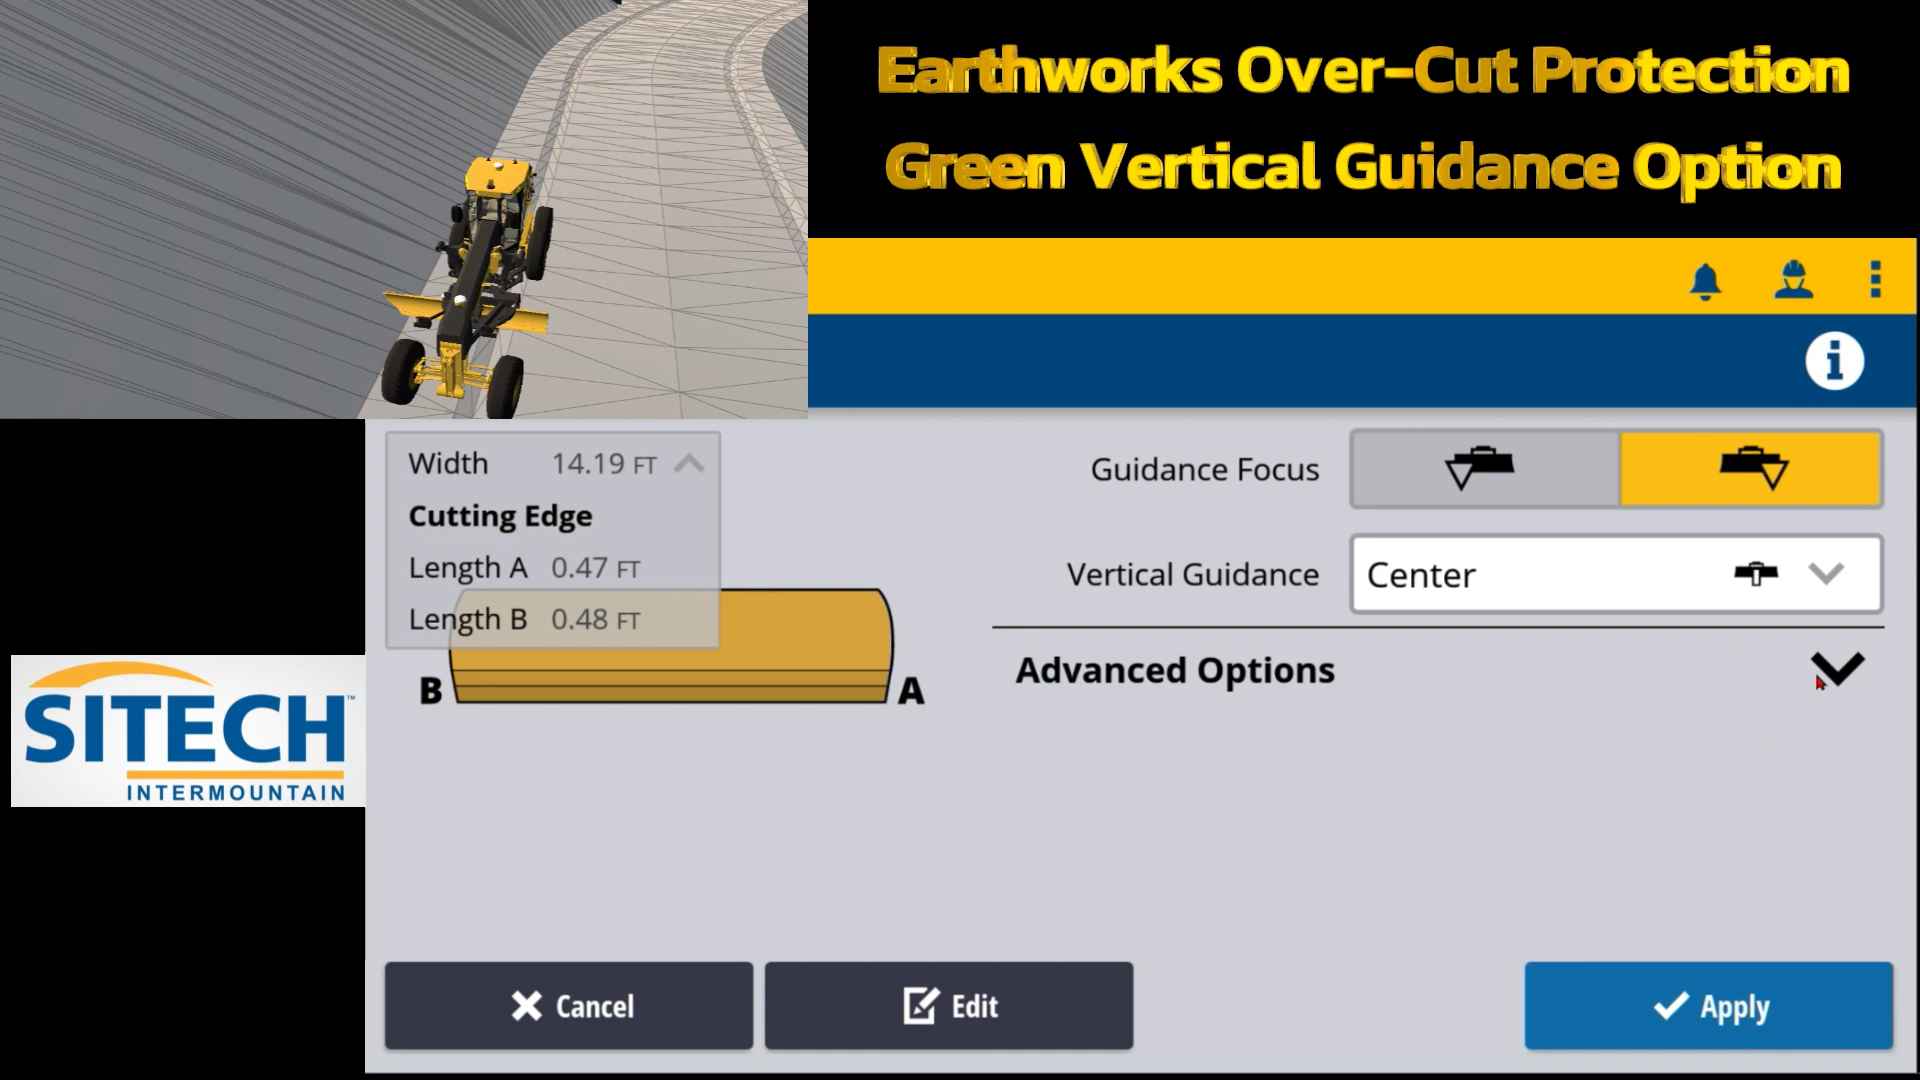 Earthworks Over-Cut Protection
Green Vertical Guidance Option
Width 14.19 FT
Cutting Edge
Length A 0.47 FT
Length B 0.48 FT
B
A
Guidance Focus
Vertical Guidance Center
Advanced Options
SITECH™
INTERMOUNTAIN
Cancel
Edit
Apply